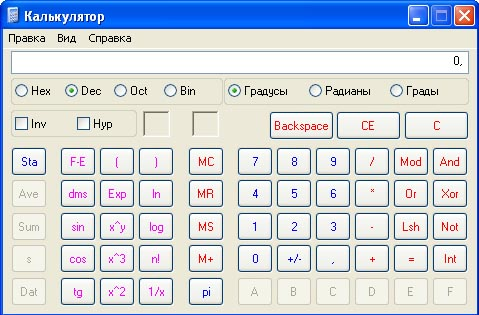 Калькулятор
Правка Вид Справка
0,
Hex Dec Oct Bin Градусы Радианы Грады
Inv Hyp Backspace CE C
Sta F-E ( ) MC 7 8 9 / Mod And
Ave dms Exp ln MR 4 5 6 * Or Xor
Sum sin x^y log MS 1 2 3 - Lsh Not
s cos x^3 n! M+ 0 +/- , + = Int
Dat tg x^2 1/x pi A B C D E F